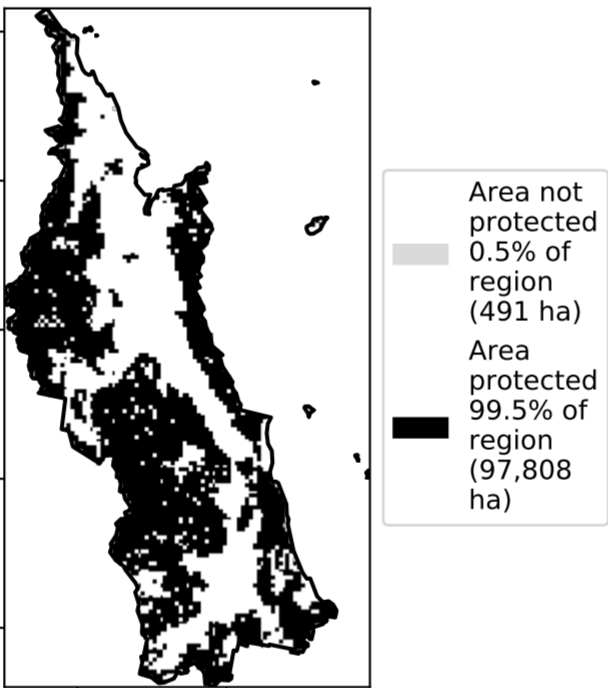 Area not
protected
0.5% of
region
(491 ha)
Area
protected
99.5% of
region
(97,808
ha)